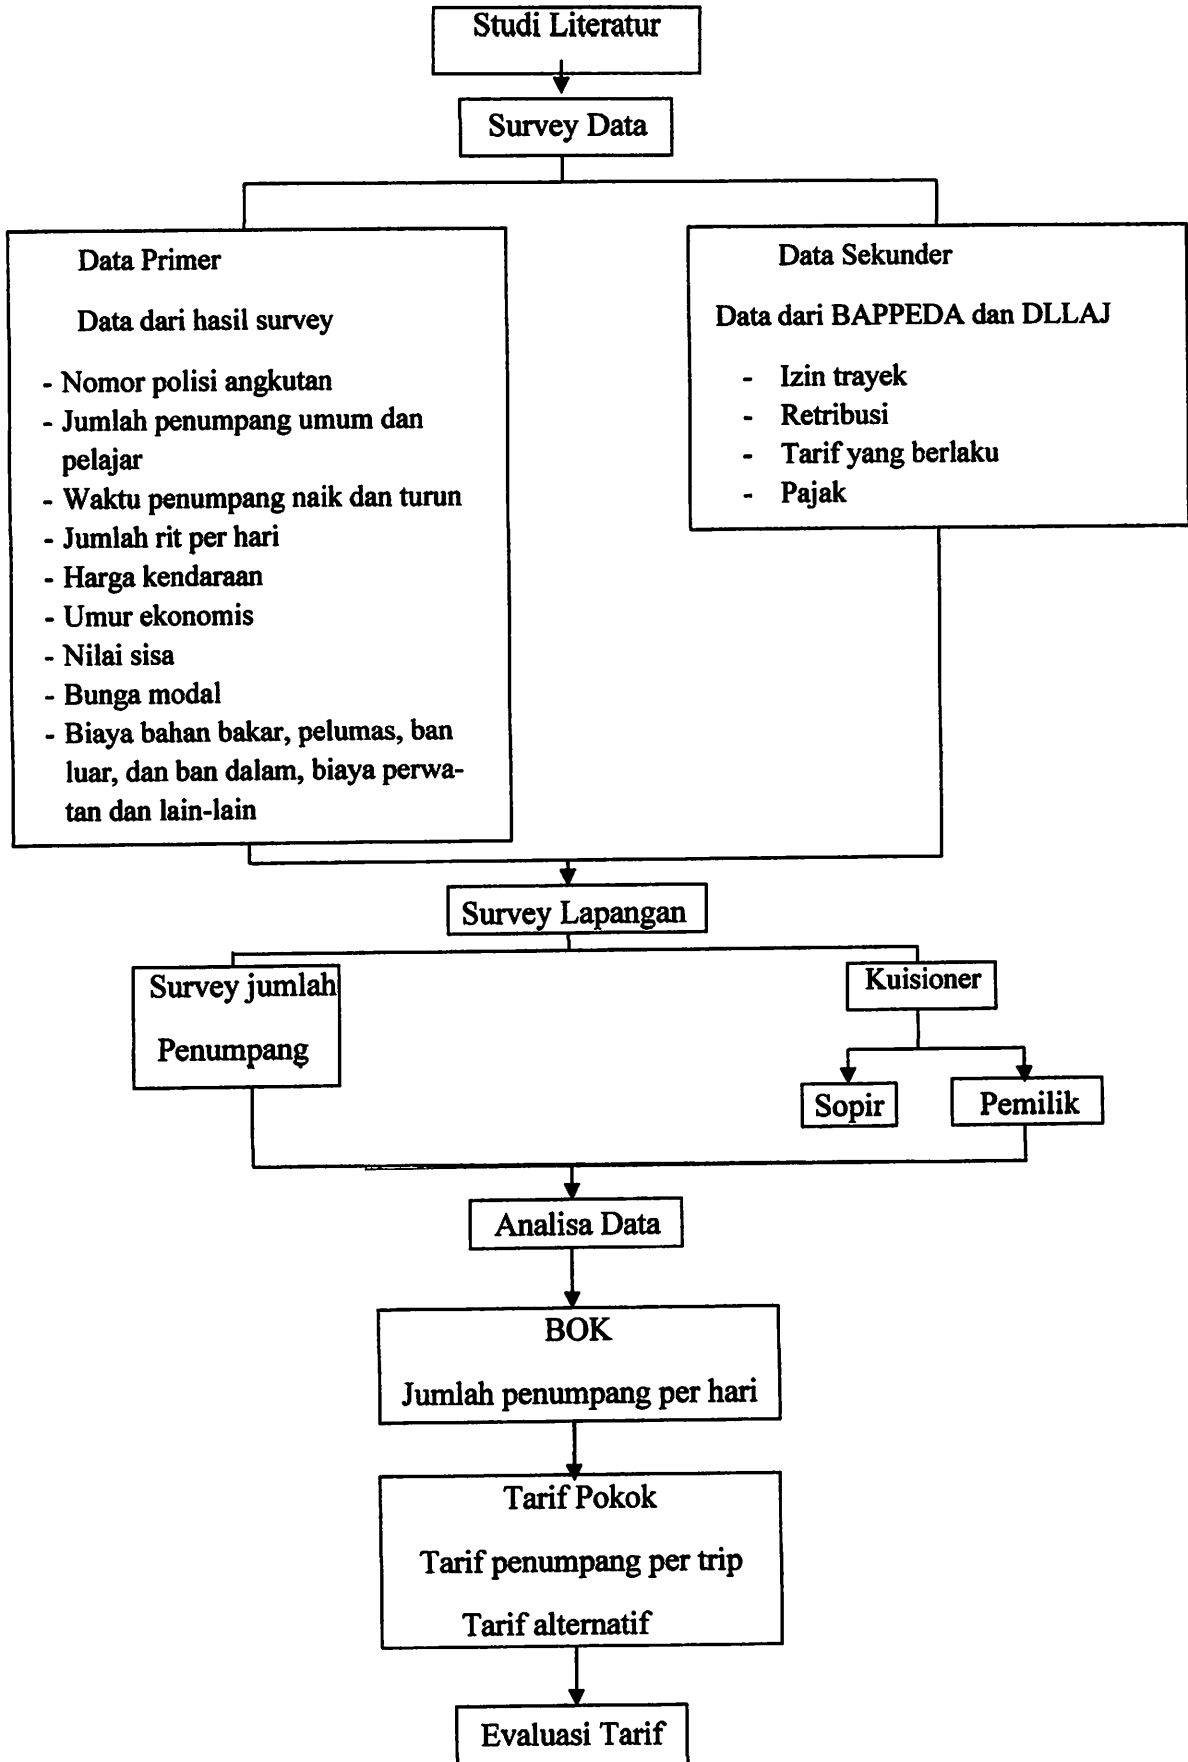 Studi Literatur
Survey Data
Data Primer
Data dari hasil survey
- Nomor polisi angkutan
- Jumlah penumpang umum dan
pelajar
- Waktu penumpang naik dan turun
- Jumlah rit per hari
- Harga kendaraan
- Umur ekonomis
- Nilai sisa
- Bunga modal
- Biaya bahan bakar, pelumas, ban
luar, dan ban dalam, biaya perwa-
tan dan lain-lain
Data Sekunder
Data dari BAPPEDA dan DLLAJ
- Izin trayek
- Retribusi
- Tarif yang berlaku
- Pajak
Survey Lapangan
Survey jumlah
Penumpang
Kuisioner
Sopir
Pemilik
Analisa Data
BOK
Jumlah penumpang per hari
Tarif Pokok
Tarif penumpang per trip
Tarif alternatif
Evaluasi Tarif